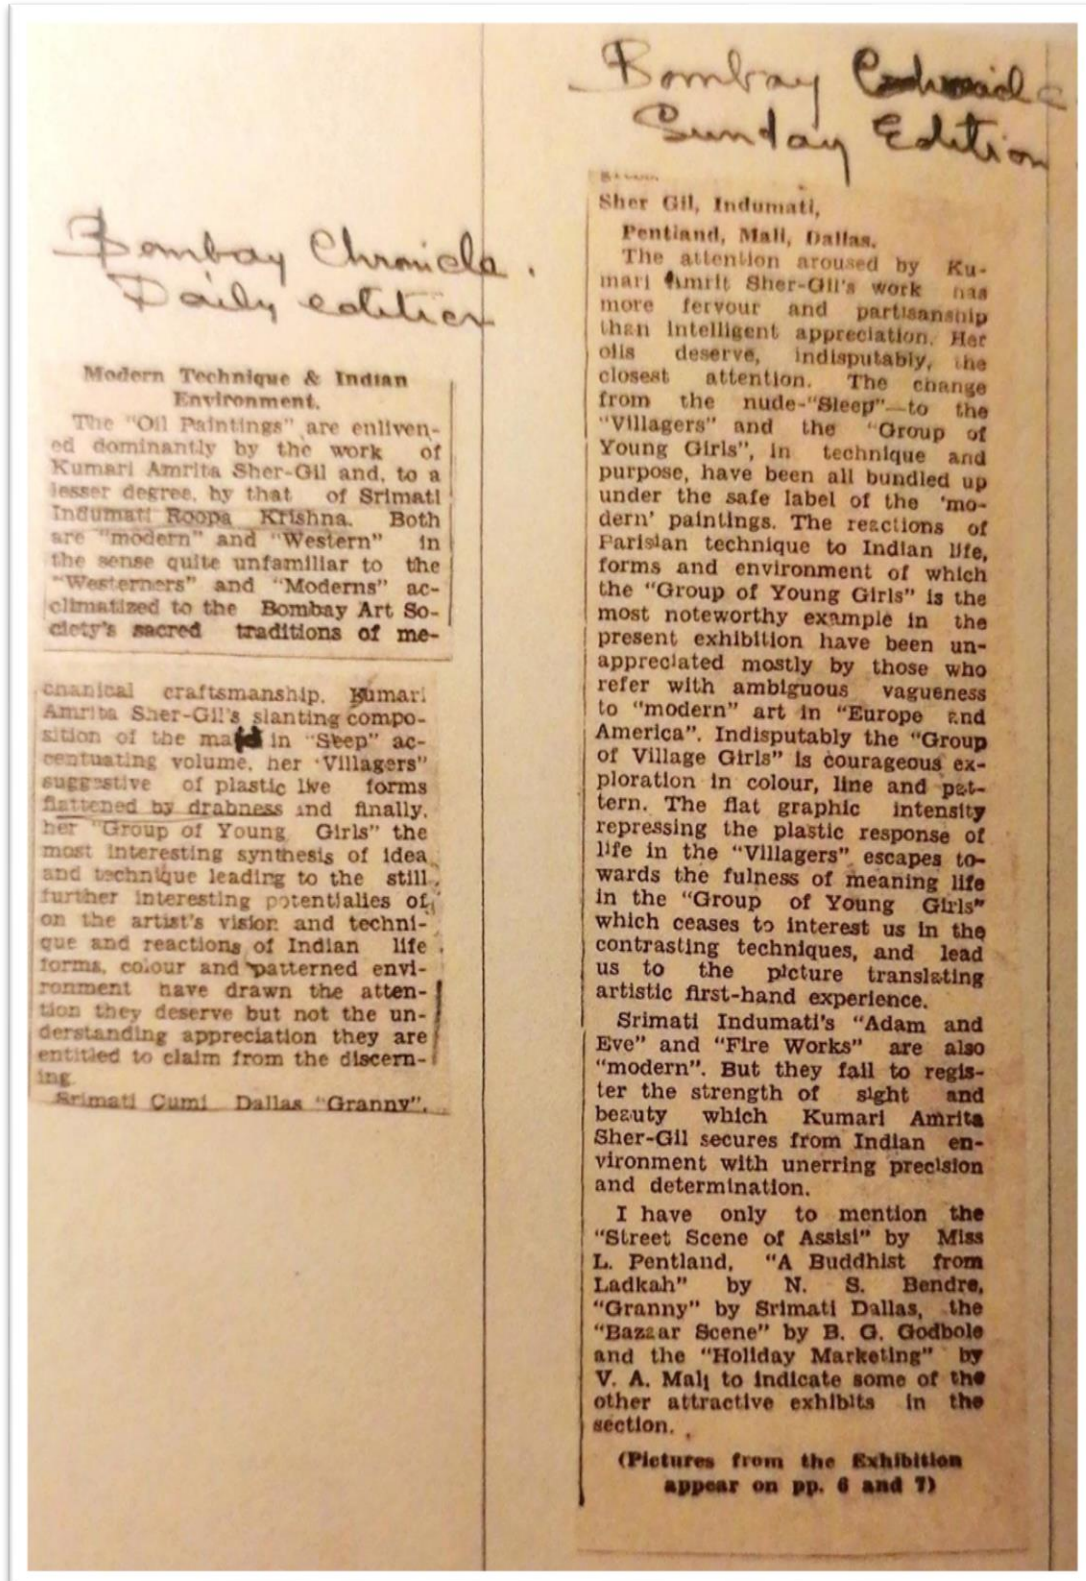 Bombay Chronicle.
Daily edition
Modern Technique & Indian
Environment.
The "Oil Paintings" are enliven-
ed dominantly by the work of
Kumari Amrita Sher-Gil and, to a
lesser degree, by that of Srimati
Indumati Roopa Krishna. Both
are "modern" and "Western" in
the sense quite unfamiliar to the
"Westerners" and "Moderns" ac-
climatized to the Bombay Art So-
ciety's sacred traditions of me-
chanical craftsmanship. Kumari
Amrita Sher-Gil's slanting compo-
sition of the in "Sleep" ac-
centuating volume, her "Villagers"
suggestive of plastic live forms
flattened by drabness and finally,
her "Group of Young Girls" the
most interesting synthesis of idea
and technique leading to the still
further interesting potentialies of
on the artist's vision and techni-
que and reactions of Indian life
forms, colour and patterned envi-
ronment have drawn the atten-
tion they deserve but not the un-
derstanding appreciation they are
entitled to claim from the discern-
ing
Srimati Cumi Dallas "Granny",
Bombay
Sunday Edition
Sher Gil, Indumati,
Pentland, Mali, Dallas.
The attention aroused by Ku-
mari Amrit Sher-Gil's work has
more fervour and partisanship
than intelligent appreciation. Her
oils deserve, indisputably, the
closest attention. The change
from the nude-"Sleep"—to the
"Villagers" and the "Group of
Young Girls", in technique and
purpose, have been all bundled up
under the safe label of the 'mo-
dern' paintings. The reactions of
Parisian technique to Indian life,
forms and environment of which
the "Group of Young Girls" is the
most noteworthy example in the
present exhibition have been un-
appreciated mostly by those who
refer with ambiguous vagueness
to "modern" art in "Europe and
America". Indisputably the "Group
of Village Girls" is courageous ex-
ploration in colour, line and pat-
tern. The flat graphic intensity
repressing the plastic response of
life in the "Villagers" escapes to-
wards the fulness of meaning life
in the "Group of Young Girls"
which ceases to interest us in the
contrasting techniques, and lead
us to the picture translating
artistic first-hand experience.
Srimati Indumati's "Adam and
Eve" and "Fire Works" are also
"modern". But they fail to regis-
ter the strength of sight and
beauty which Kumari Amrita
Sher-Gil secures from Indian en-
vironment with unerring precision
and determination.
I have only to mention the
"Street Scene of Assisi" by Miss
L. Pentland, "A Buddhist from
Ladkah" by N. S. Bendre,
"Granny" by Srimati Dallas, the
"Bazaar Scene" by B. G. Godbole
and the "Holiday Marketing" by
V. A. Mali to indicate some of the
other attractive exhibits in the
section.
(Pictures from the Exhibition
appear on pp. 6 and 7)